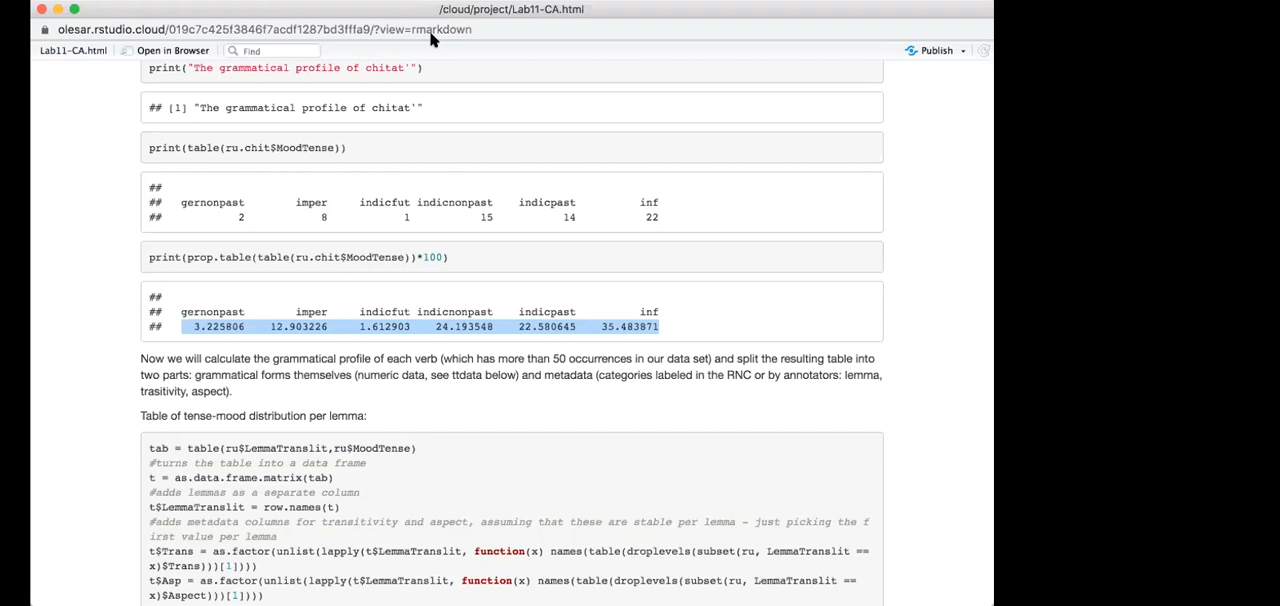 /cloud/project/Lab11-CA.html
olesar.rstudio.cloud/019c7c425f3846f7acdf1287bd3fffa9/?view=rmarkdown
Lab11-CA.html Open in Browser Find Publish
print("The grammatical profile of chitat'")
## [1] "The grammatical profile of chitat'"
print(table(ru.chit$MoodTense))
##
## gernonpast imper indicfut indicnonpast indicpast inf
## 2 8 1 15 14 22
print(prop.table(table(ru.chit$MoodTense))*100)
##
## gernonpast imper indicfut indicnonpast indicpast inf
## 3.225806 12.903226 1.612903 24.193548 22.580645 35.483871
Now we will calculate the grammatical profile of each verb (which has more than 50 occurrences in our data set) and split the resulting table into
two parts: grammatical forms themselves (numeric data, see ttdata below) and metadata (categories labeled in the RNC or by annotators: lemma,
trasitivity, aspect).
Table of tense-mood distribution per lemma:
tab = table(ru$LemmaTranslit,ru$MoodTense)
#turns the table into a data frame
t = as.data.frame.matrix(tab)
#adds lemmas as a separate column
t$LemmaTranslit = row.names(t)
#adds metadata columns for transitivity and aspect, assuming that these are stable per lemma - just picking the f
irst value per lemma
t$Trans = as.factor(unlist(lapply(t$LemmaTranslit, function(x) names(table(droplevels(subset(ru, LemmaTranslit ==
x)$Trans)))[1])))
t$Asp = as.factor(unlist(lapply(t$LemmaTranslit, function(x) names(table(droplevels(subset(ru, LemmaTranslit ==
x)$Aspect)))[1])))